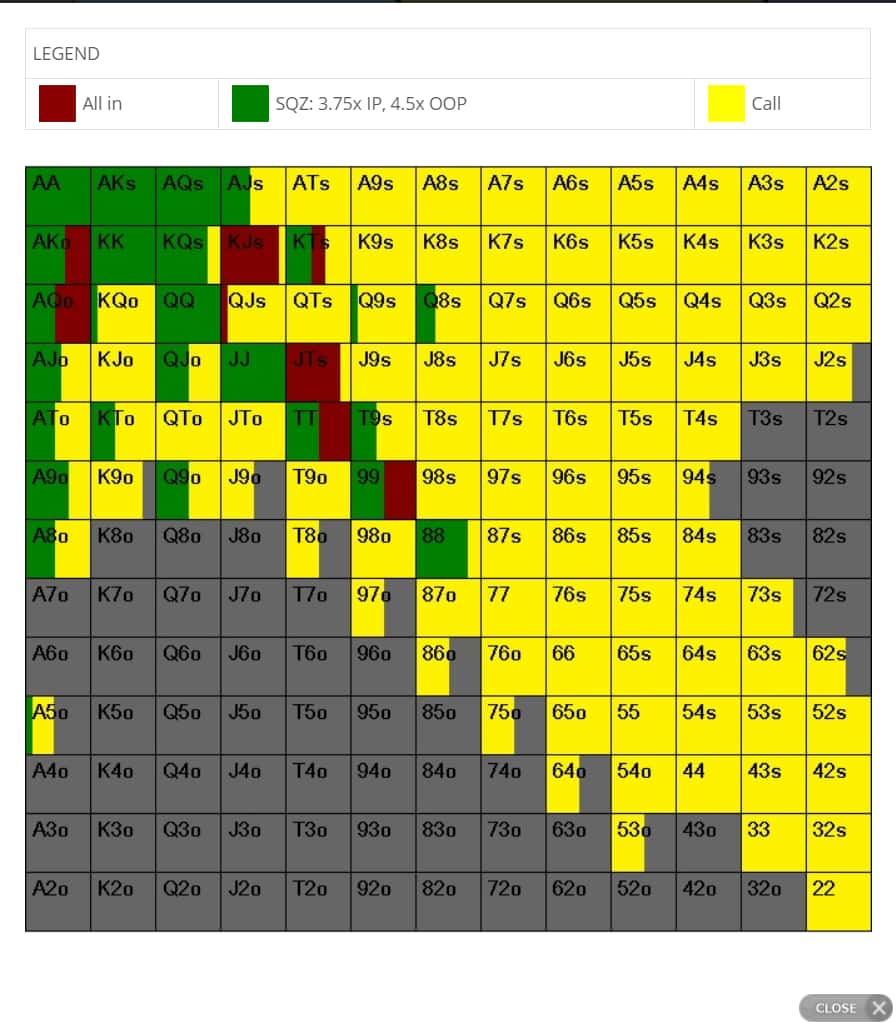 LEGEND
All in SQZ: 3.75x IP, 4.5x OOP Call
AA AKs AQs AJs ATs A9s A8s A7s A6s A5s A4s A3s A2s
AKo KK KQs KJs KTs K9s K8s K7s K6s K5s K4s K3s K2s
AQo KQo QQ QJs QTs Q9s Q8s Q7s Q6s Q5s Q4s Q3s Q2s
AJo KJo QJo JJ JTs J9s J8s J7s J6s J5s J4s J3s J2s
ATo KTo QTo JTo TT T9s T8s T7s T6s T5s T4s T3s T2s
A9o K9o Q9o J9o T9o 99 98s 97s 96s 95s 94s 93s 92s
A8o K8o Q8o J8o T8o 98o 88 87s 86s 85s 84s 83s 82s
A7o K7o Q7o J7o T7o 97o 87o 77 76s 75s 74s 73s 72s
A6o K6o Q6o J6o T6o 96o 86o 76o 66 65s 64s 63s 62s
A5o K5o Q5o J5o T5o 95o 85o 75o 65o 55 54s 53s 52s
A4o K4o Q4o J4o T4o 94o 84o 74o 64o 54o 44 43s 42s
A3o K3o Q3o J3o T3o 93o 83o 73o 63o 53o 43o 33 32s
A2o K2o Q2o J2o T2o 92o 82o 72o 62o 52o 42o 32o 22
CLOSE